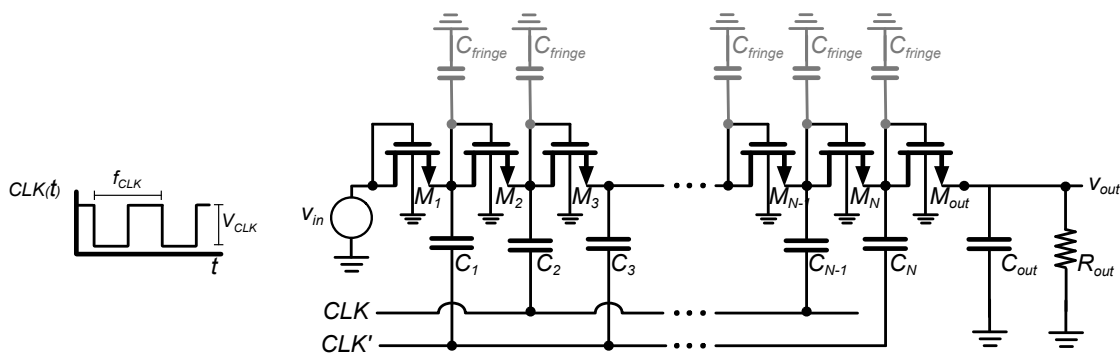 C_fringe C_fringe C_fringe C_fringe C_fringe
CLK(t)
f_CLK
V_CLK
t
v_in
M_1 M_2 M_3 M_N-1 M_N M_out
v_out
C_1 C_2 C_3 C_N-1 C_N C_out R_out
CLK
CLK'